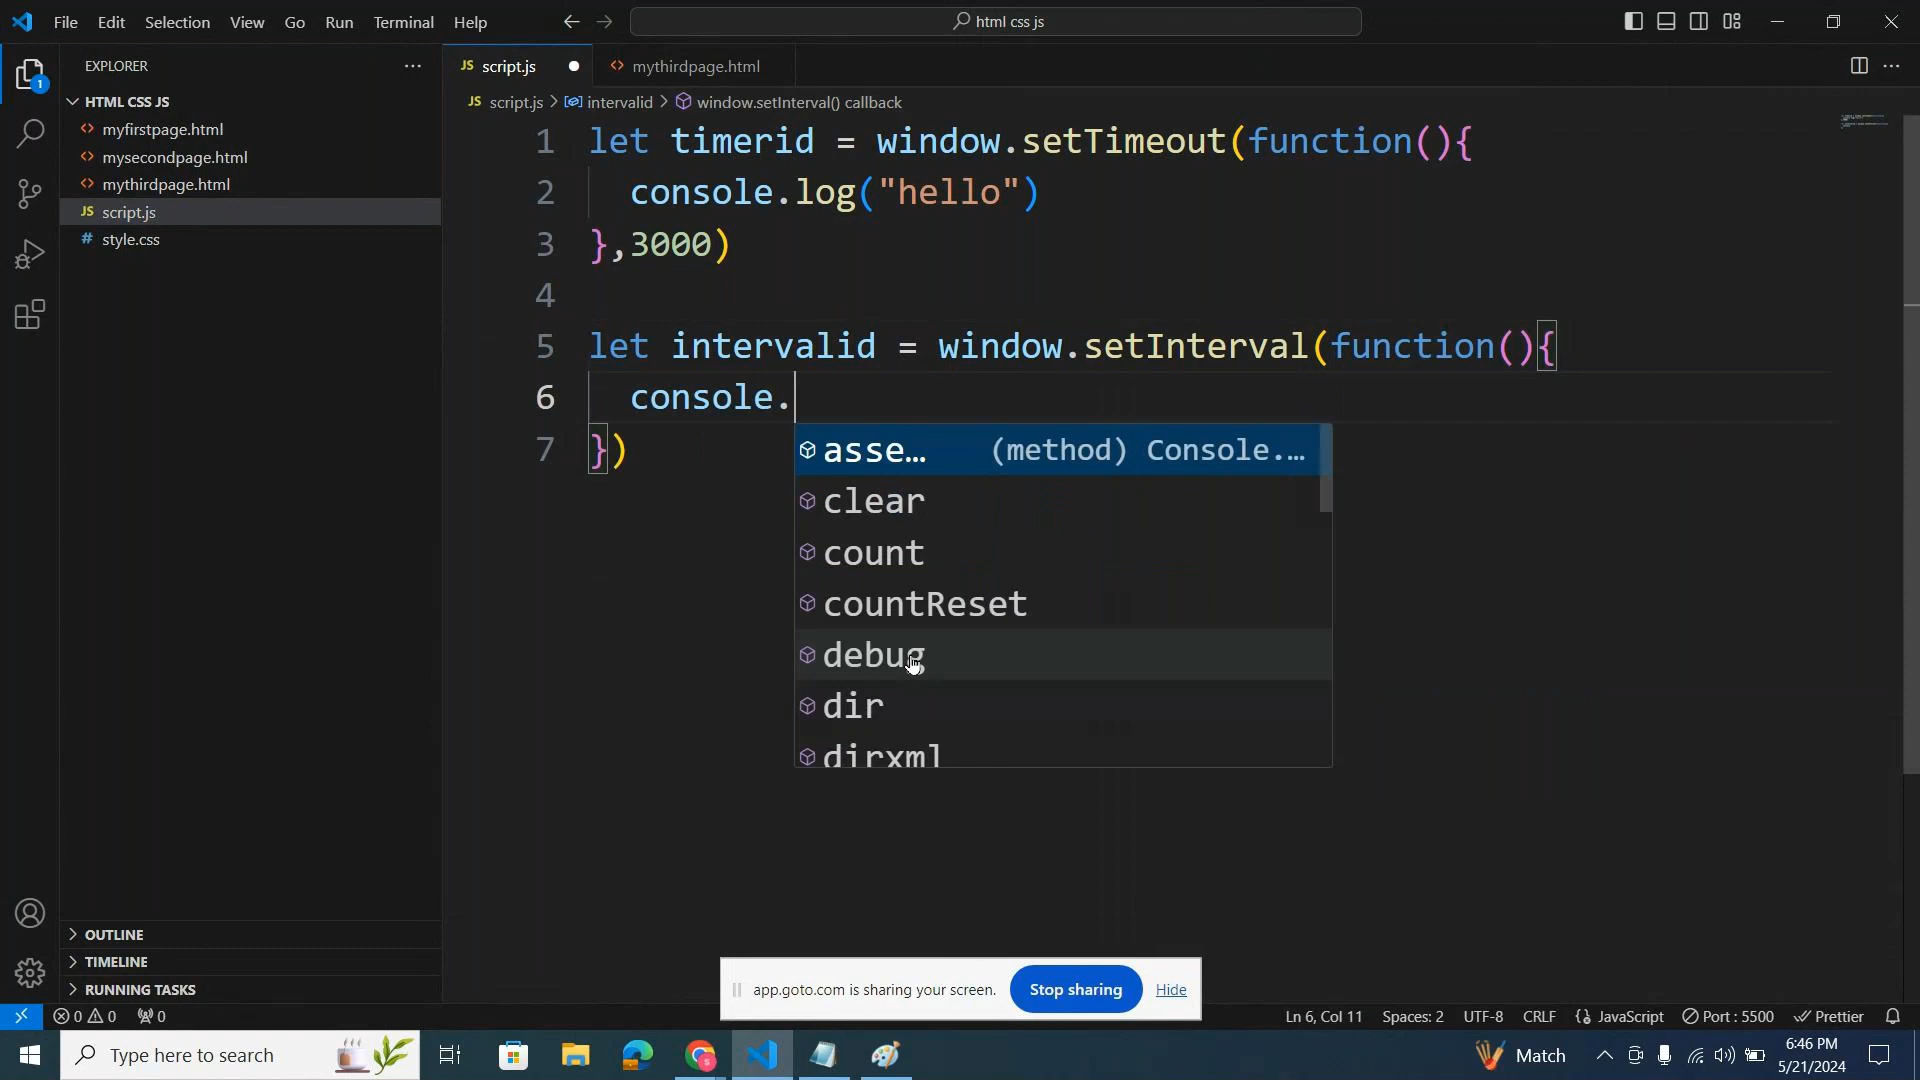 File Edit Selection View Go Run Terminal Help
html css js
EXPLORER
HTML CSS JS
myfirstpage.html
mysecondpage.html
mythirdpage.html
JS script.js
# style.css
OUTLINE
TIMELINE
RUNNING TASKS
JS script.js
<> mythirdpage.html
JS script.js > intervalid > window.setInterval() callback
1 let timerid = window.setTimeout(function(){
2 console.log("hello")
3 },3000)
4
5 let intervalid = window.setInterval(function(){
6 console.
7 })
asse… (method) Console.…
clear
count
countReset
debug
dir
dirxml
app.goto.com is sharing your screen. Stop sharing Hide
1
0 0 0
Ln 6, Col 11 Spaces: 2 UTF-8 CRLF {} JavaScript Port : 5500 Prettier
Type here to search
Match
6:46 PM
5/21/2024